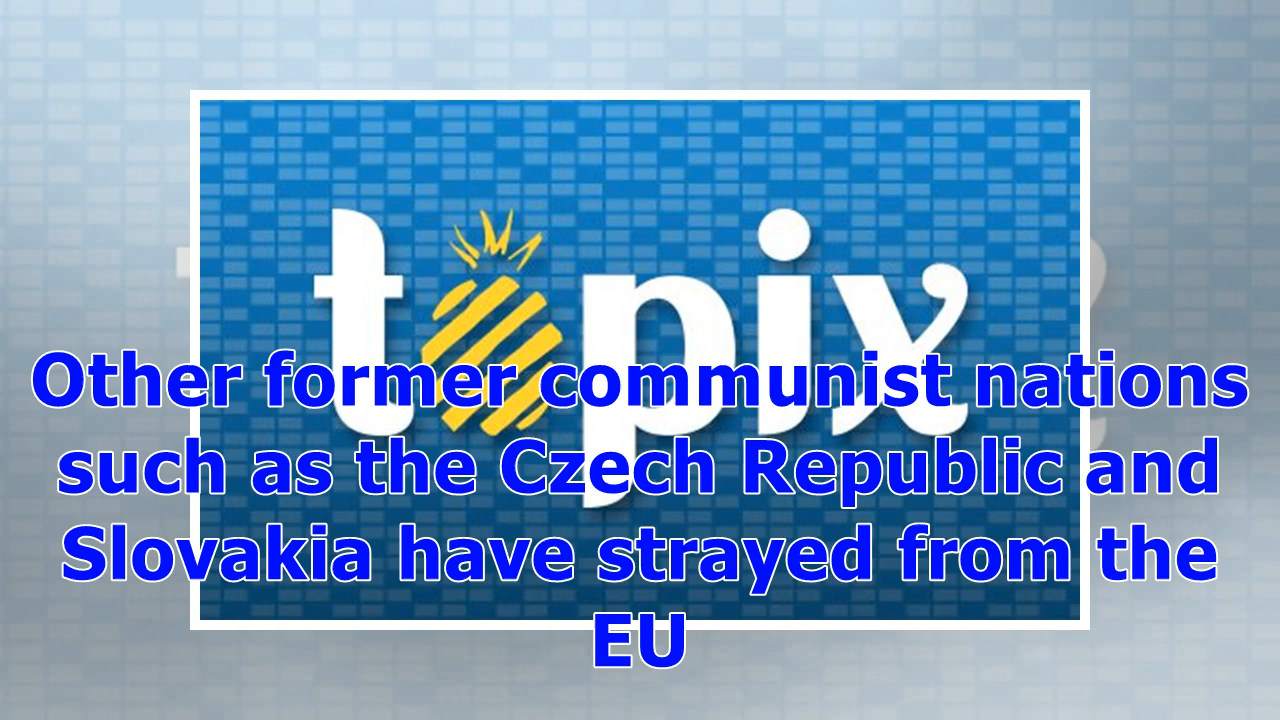 topix
Other former communist nations
such as the Czech Republic and
Slovakia have strayed from the
EU